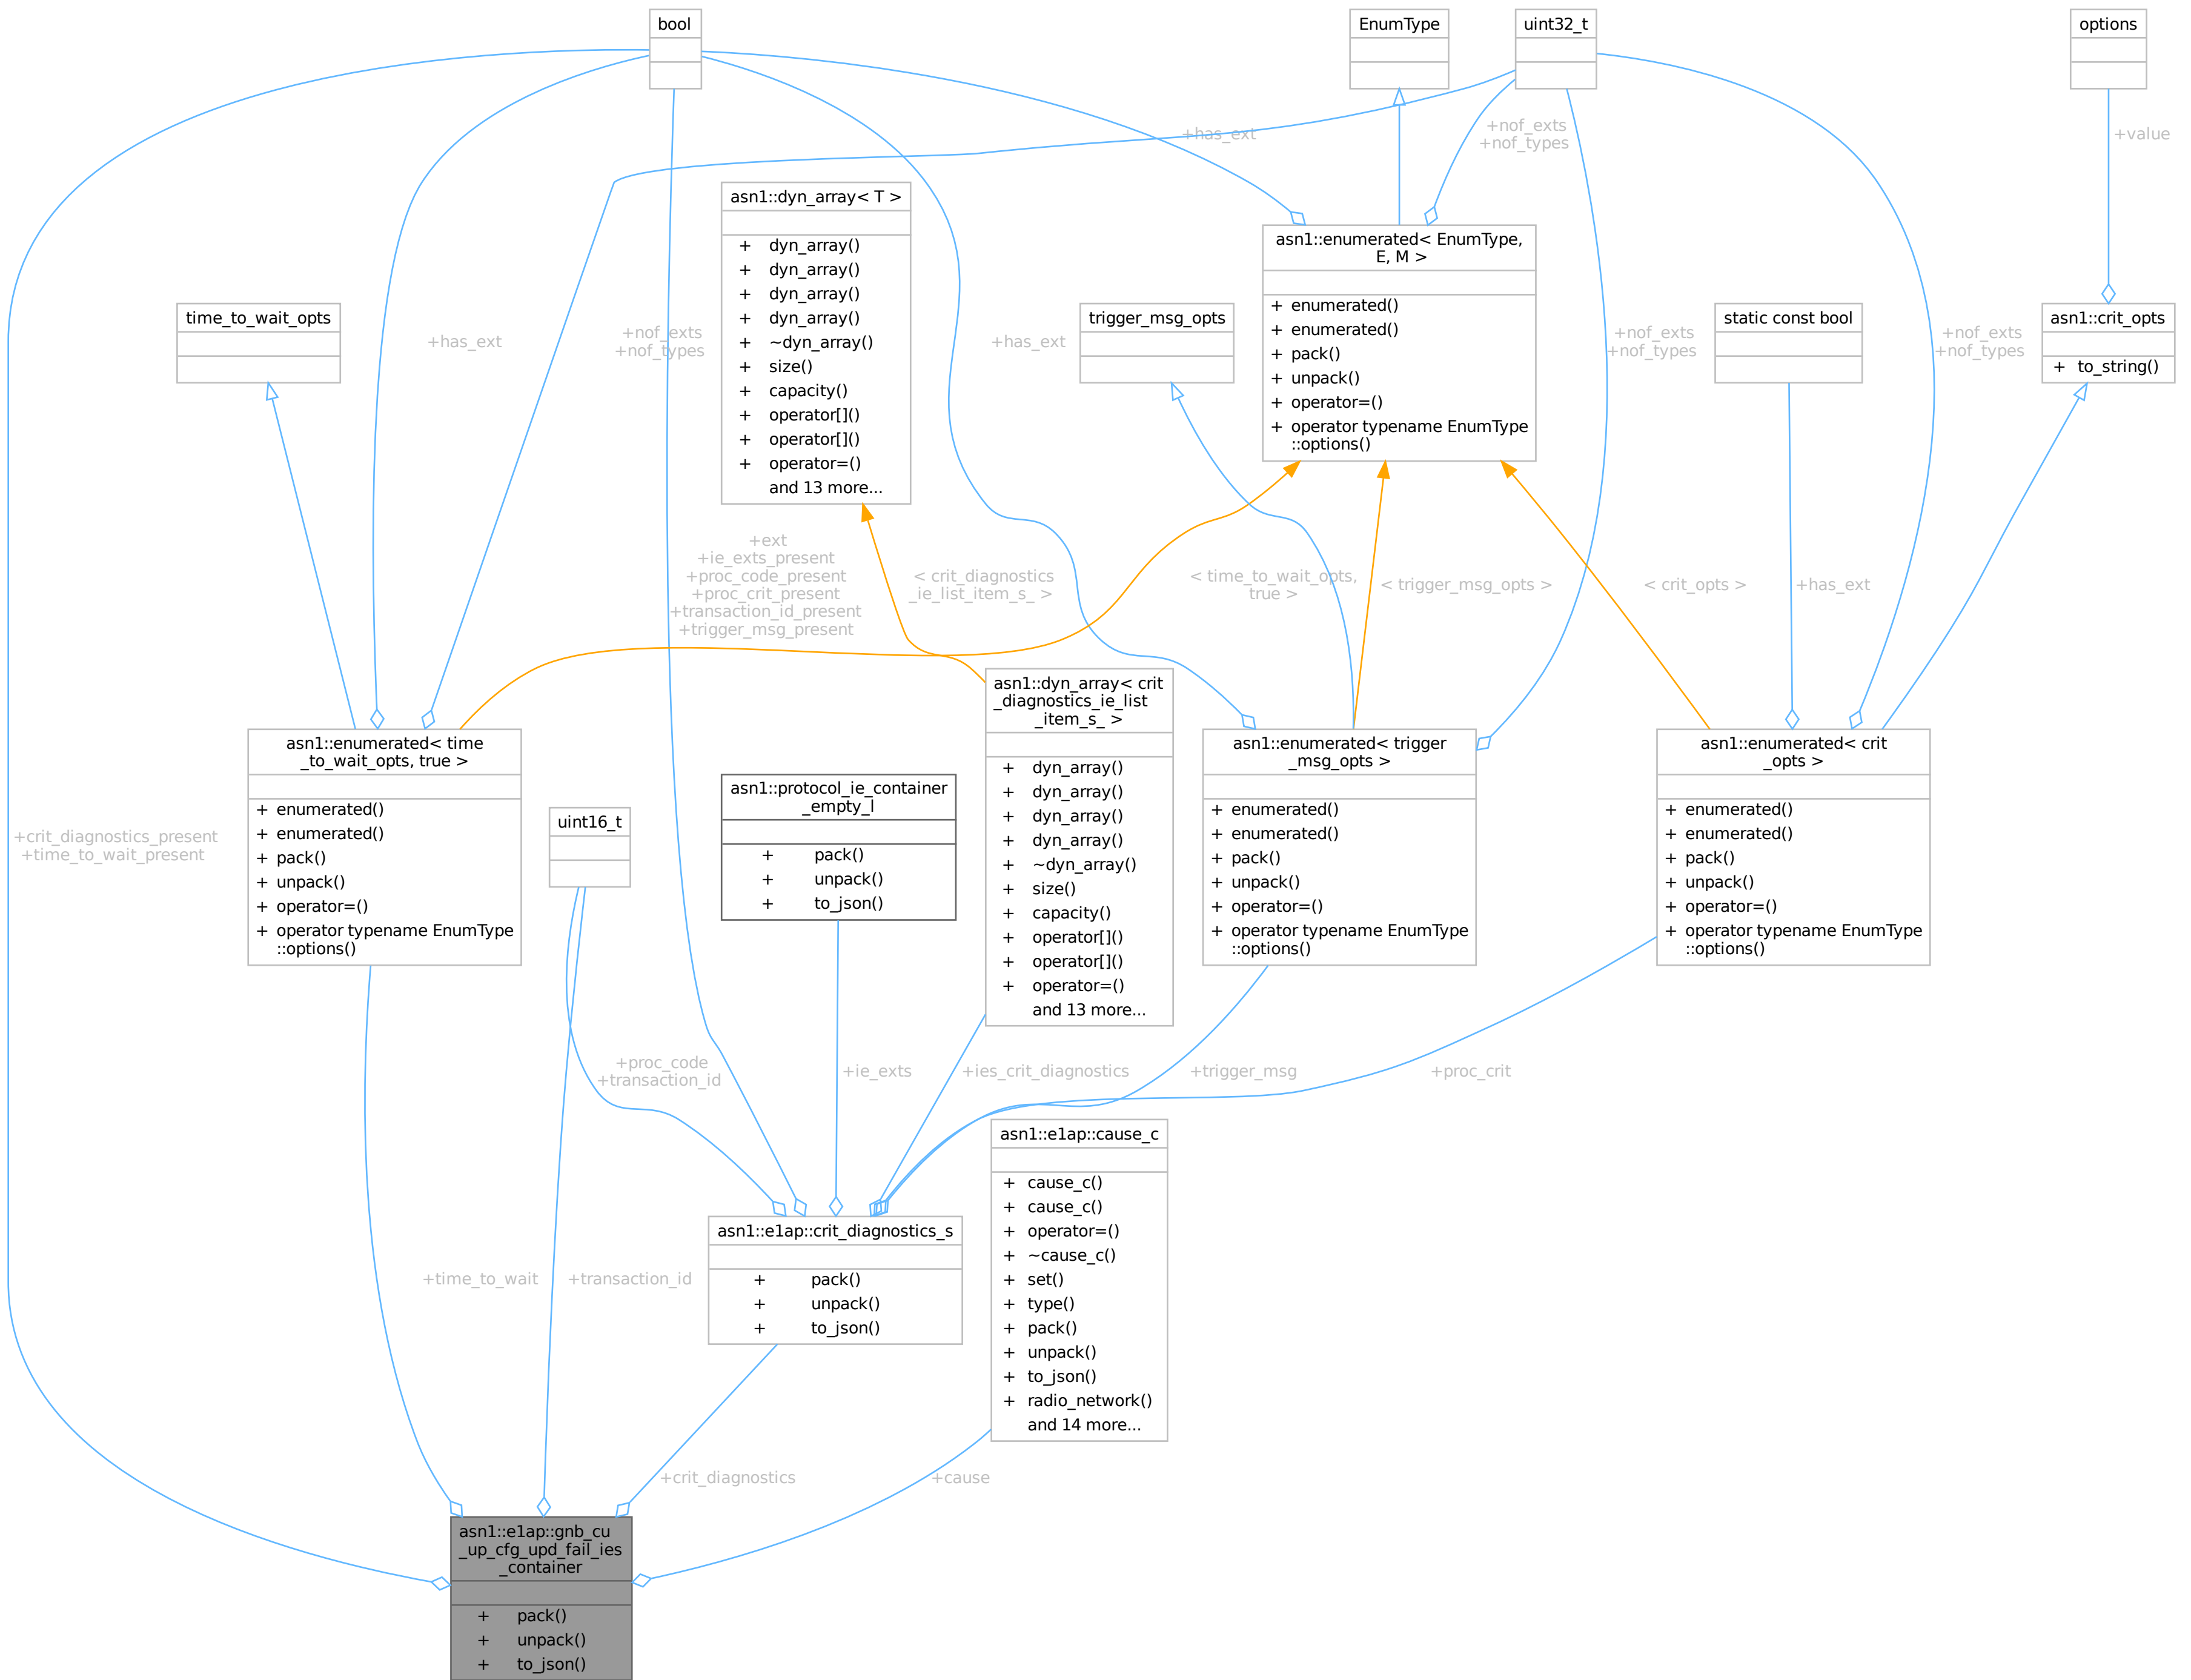 bool
EnumType
uint32_t
options
+has_ext
+nof_exts
+nof_types
+value
asn1::dyn_array< T >
+ dyn_array()
+ dyn_array()
+ dyn_array()
+ dyn_array()
+ ~dyn_array()
+ size()
+ capacity()
+ operator[]()
+ operator[]()
+ operator=()
and 13 more...
asn1::enumerated< EnumType,
E, M >
+ enumerated()
+ enumerated()
+ pack()
+ unpack()
+ operator=()
+ operator typename EnumType
::options()
time_to_wait_opts
+has_ext
+nof_exts
+nof_types
+has_ext
trigger_msg_opts
+nof_exts
+nof_types
static const bool
+nof_exts
+nof_types
asn1::crit_opts
+ to_string()
+ext
+ie_exts_present
+proc_code_present
+proc_crit_present
+transaction_id_present
+trigger_msg_present
< crit_diagnostics
_ie_list_item_s_ >
< time_to_wait_opts,
true >
< trigger_msg_opts >
< crit_opts >
+has_ext
+crit_diagnostics_present
+time_to_wait_present
asn1::enumerated< time
_to_wait_opts, true >
+ enumerated()
+ enumerated()
+ pack()
+ unpack()
+ operator=()
+ operator typename EnumType
::options()
uint16_t
asn1::protocol_ie_container
_empty_l
+ pack()
+ unpack()
+ to_json()
asn1::dyn_array< crit
_diagnostics_ie_list
_item_s_ >
+ dyn_array()
+ dyn_array()
+ dyn_array()
+ dyn_array()
+ ~dyn_array()
+ size()
+ capacity()
+ operator[]()
+ operator[]()
+ operator=()
and 13 more...
asn1::enumerated< trigger
_msg_opts >
+ enumerated()
+ enumerated()
+ pack()
+ unpack()
+ operator=()
+ operator typename EnumType
::options()
asn1::enumerated< crit
_opts >
+ enumerated()
+ enumerated()
+ pack()
+ unpack()
+ operator=()
+ operator typename EnumType
::options()
+proc_code
+transaction_id
+ie_exts
+ies_crit_diagnostics
+trigger_msg
+proc_crit
+time_to_wait
+transaction_id
asn1::e1ap::crit_diagnostics_s
+ pack()
+ unpack()
+ to_json()
asn1::e1ap::cause_c
+ cause_c()
+ cause_c()
+ operator=()
+ ~cause_c()
+ set()
+ type()
+ pack()
+ unpack()
+ to_json()
+ radio_network()
and 14 more...
+crit_diagnostics
+cause
asn1::e1ap::gnb_cu
_up_cfg_upd_fail_ies
_container
+ pack()
+ unpack()
+ to_json()